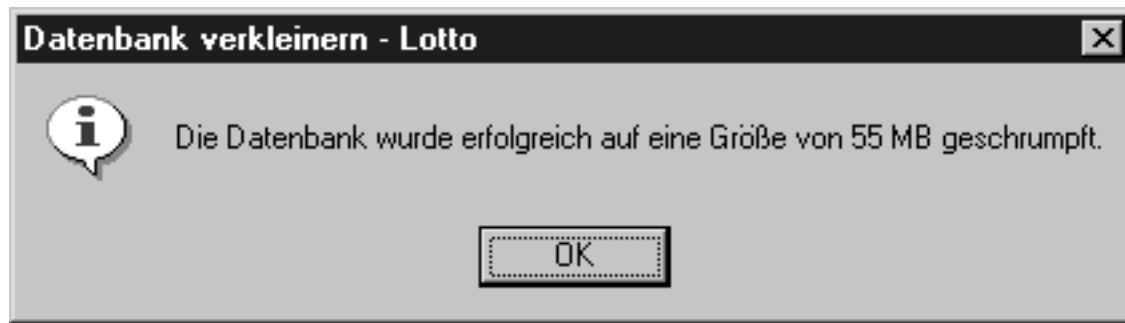 Datenbank verkleinern - Lotto
Die Datenbank wurde erfolgreich auf eine Größe von 55 MB geschrumpft.
OK